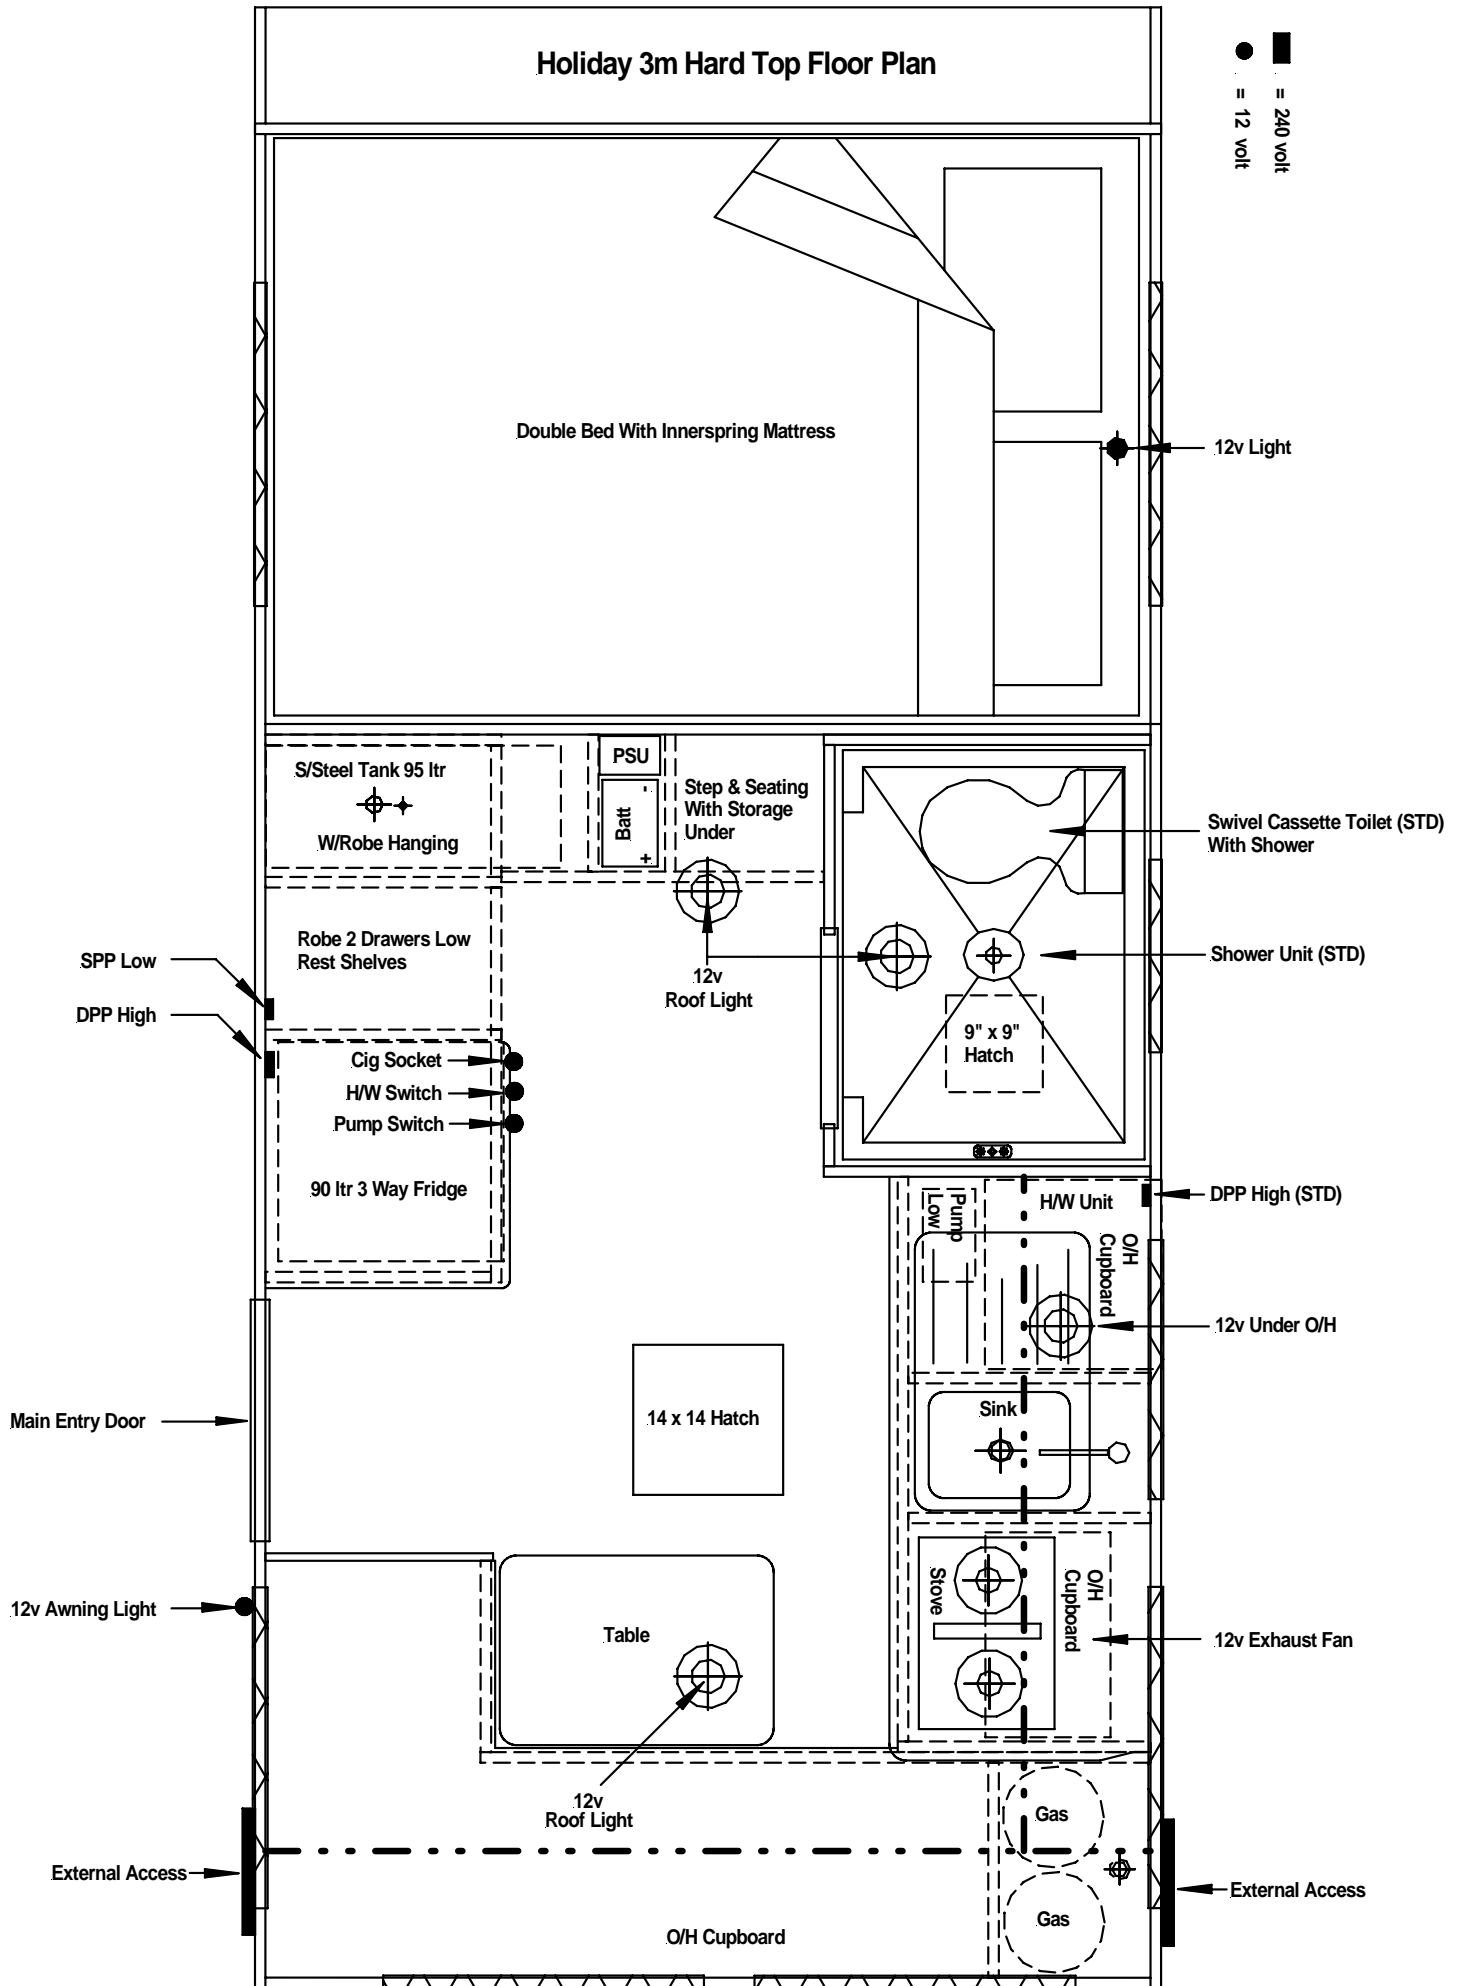 Holiday 3m Hard Top Floor Plan
= 240 volt
= 12 volt
Double Bed With Innerspring Mattress
12v Light
S/Steel Tank 95 ltr
W/Robe Hanging
PSU
Batt
-
+
Step & Seating
With Storage
Under
Swivel Cassette Toilet (STD)
With Shower
Robe 2 Drawers Low
Rest Shelves
SPP Low
DPP High
12v
Roof Light
Shower Unit (STD)
9" x 9"
Hatch
Cig Socket
H/W Switch
Pump Switch
90 ltr 3 Way Fridge
Pump
Low
H/W Unit
DPP High (STD)
O/H
Cupboard
12v Under O/H
Main Entry Door
14 x 14 Hatch
Sink
12v Awning Light
Table
Stove
O/H
Cupboard
12v Exhaust Fan
12v
Roof Light
Gas
External Access
External Access
Gas
O/H Cupboard